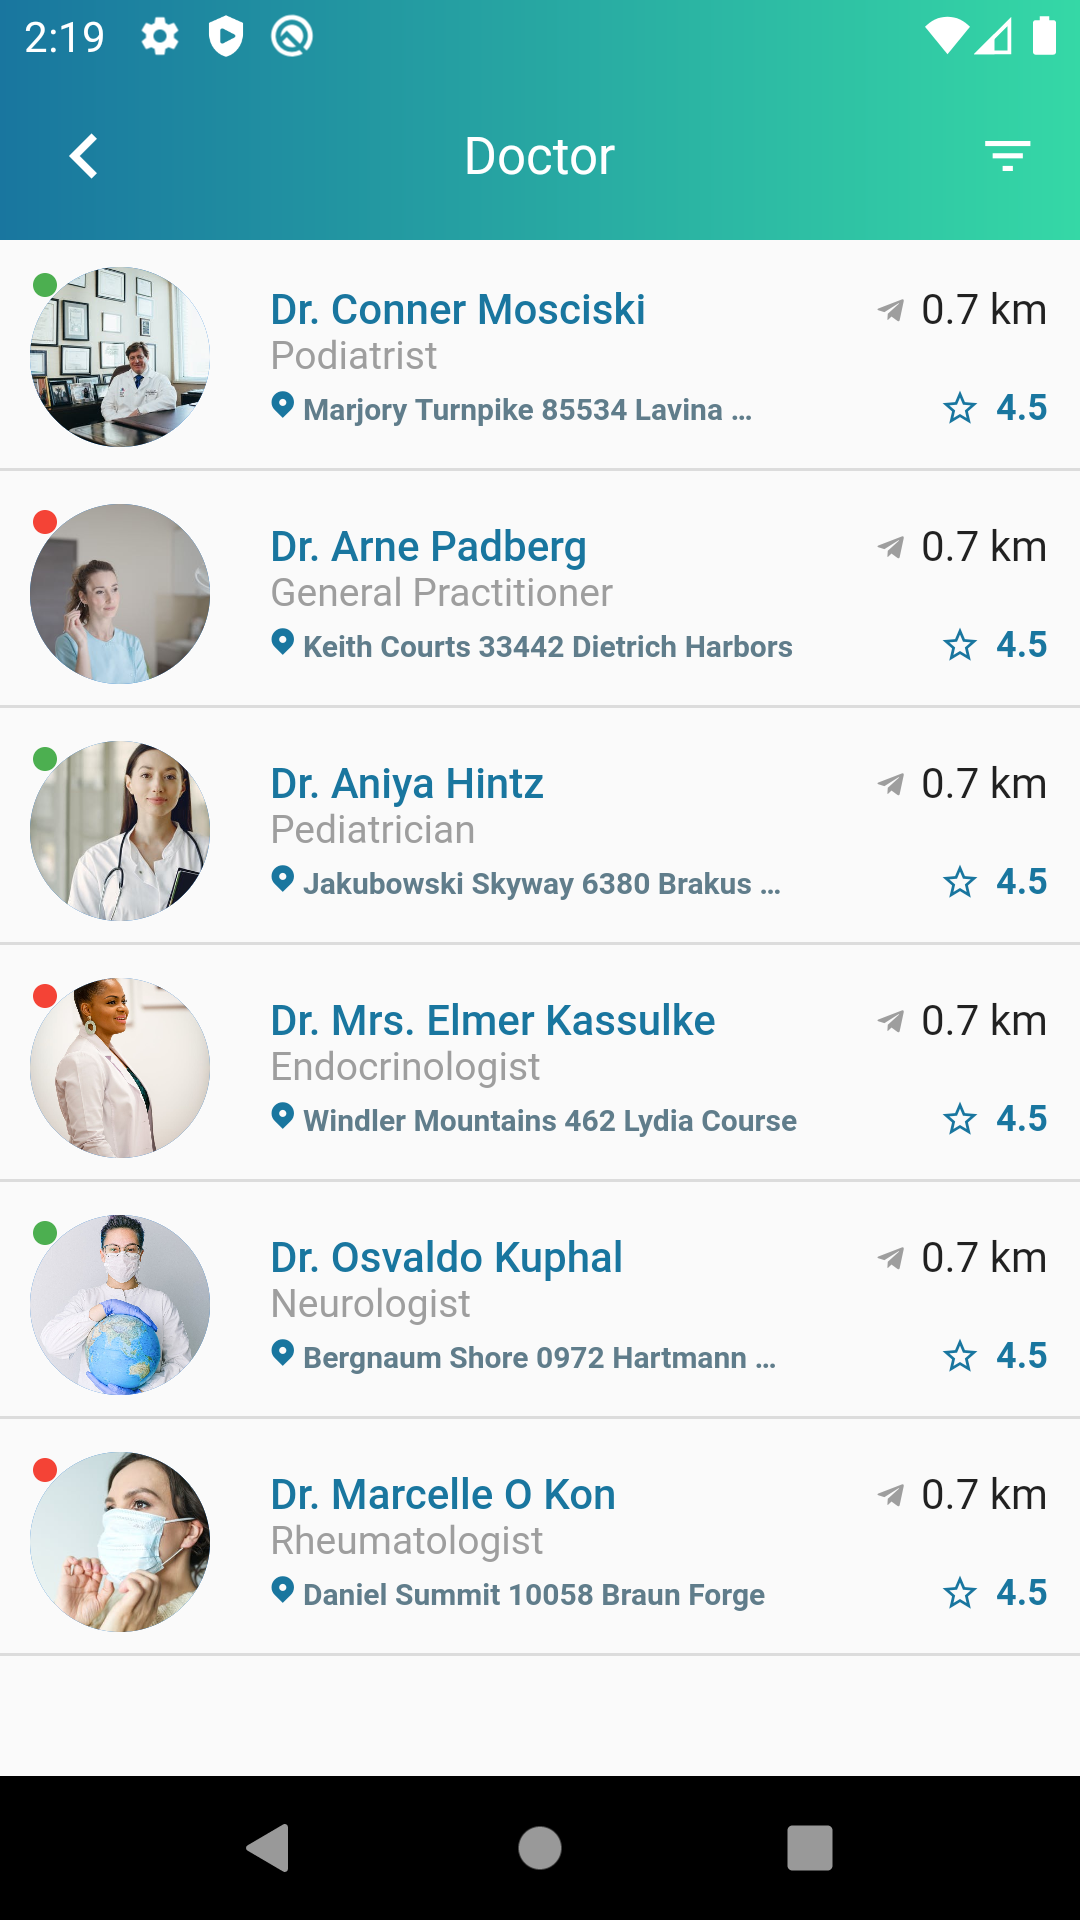 2:19
Doctor
Dr. Conner Mosciski
0.7 km
Podiatrist
Marjory Turnpike 85534 Lavina ...
4.5
Dr. Arne Padberg
0.7 km
General Practitioner
Keith Courts 33442 Dietrich Harbors
4.5
Dr. Aniya Hintz
0.7 km
Pediatrician
Jakubowski Skyway 6380 Brakus ...
4.5
Dr. Mrs. Elmer Kassulke
0.7 km
Endocrinologist
Windler Mountains 462 Lydia Course
4.5
Dr. Osvaldo Kuphal
0.7 km
Neurologist
Bergnaum Shore 0972 Hartmann ...
4.5
Dr. Marcelle O Kon
0.7 km
Rheumatologist
Daniel Summit 10058 Braun Forge
4.5